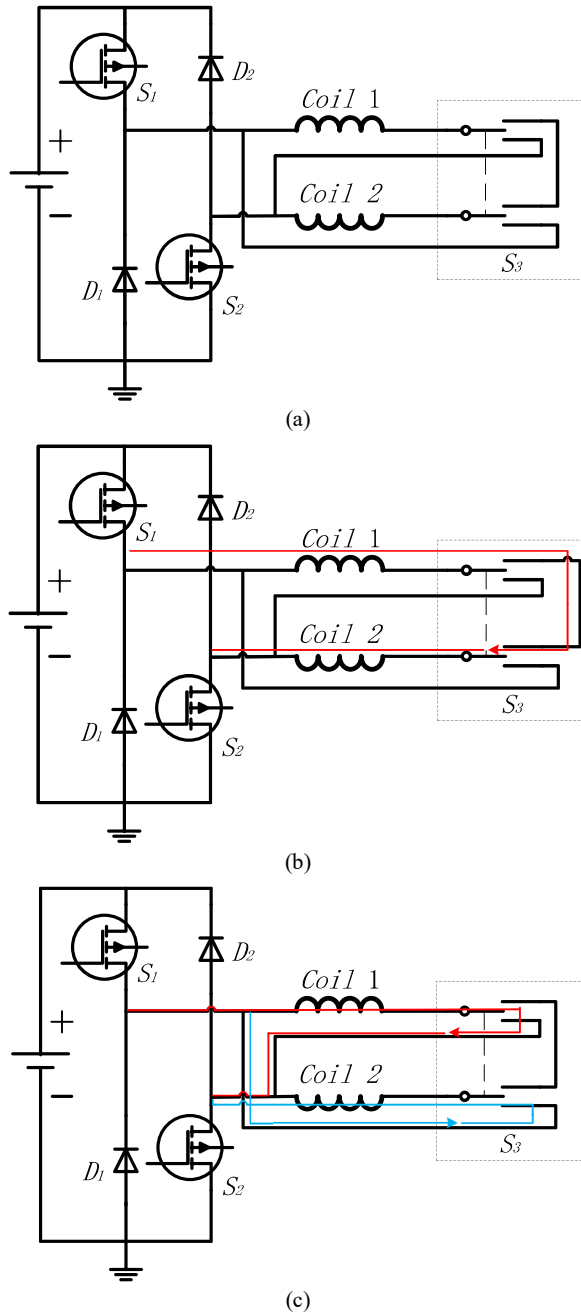 S1
D2
Coil 1
+
−
Coil 2
D1
S2
S3
(a)
S1
D2
Coil 1
+
−
Coil 2
D1
S2
S3
(b)
S1
D2
Coil 1
+
−
Coil 2
D1
S2
S3
(c)